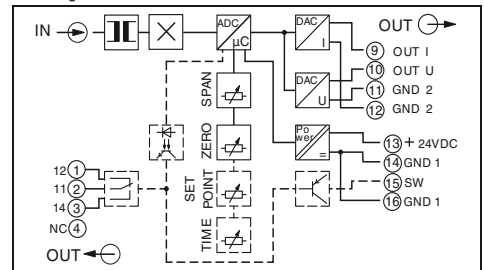 IN
ADC
µC
DAC
I
OUT
9 OUT I
10 OUT U
11 GND 2
12 GND 2
DAC
U
SPAN
ZERO
SET
POINT
TIME
Po
wer
=
13 + 24VDC
14 GND 1
15 SW
16 GND 1
12 1
11 2
14 3
NC 4
OUT